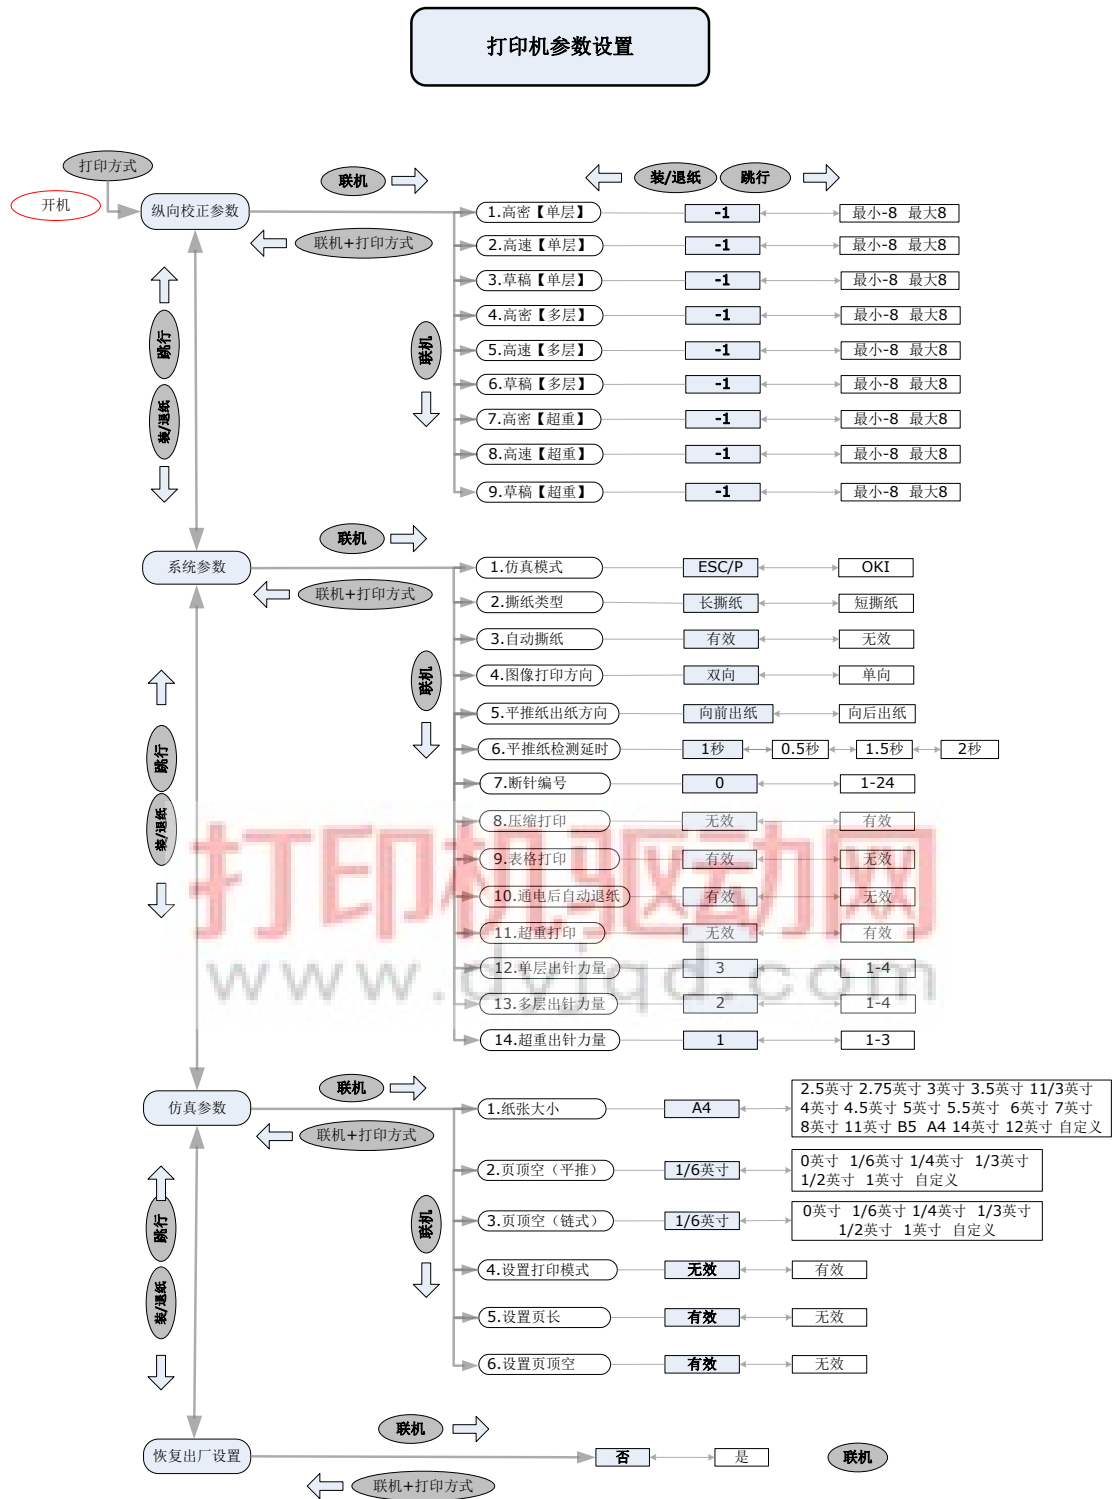 打印机参数设置
打印方式
开机
联机
装/退纸 跳行
纵向校正参数
联机+打印方式
1.高密【单层】 -1 最小-8 最大8
2.高速【单层】 -1 最小-8 最大8
3.草稿【单层】 -1 最小-8 最大8
4.高密【多层】 -1 最小-8 最大8
5.高速【多层】 -1 最小-8 最大8
6.草稿【多层】 -1 最小-8 最大8
7.高密【超重】 -1 最小-8 最大8
8.高速【超重】 -1 最小-8 最大8
9.草稿【超重】 -1 最小-8 最大8
跳行
装/退纸
联机
联机
系统参数
联机+打印方式
1.仿真模式 ESC/P OKI
2.撕纸类型 长撕纸 短撕纸
3.自动撕纸 有效 无效
4.图像打印方向 双向 单向
5.平推纸出纸方向 向前出纸 向后出纸
6.平推纸检测延时 1秒 0.5秒 1.5秒 2秒
7.断针编号 0 1-24
8.压缩打印 无效 有效
9.表格打印 有效 无效
10.通电后自动退纸 有效 无效
11.超重打印 无效 有效
12.单层出针力量 3 1-4
13.多层出针力量 2 1-4
14.超重出针力量 1 1-3
跳行
装/退纸
联机
打印机驱动网
www.dyjqd.com
联机
仿真参数
联机+打印方式
1.纸张大小 A4
2.5英寸 2.75英寸 3英寸 3.5英寸 11/3英寸
4英寸 4.5英寸 5英寸 5.5英寸 6英寸 7英寸
8英寸 11英寸 B5 A4 14英寸 12英寸 自定义
2.页顶空（平推） 1/6英寸
0英寸 1/6英寸 1/4英寸 1/3英寸
1/2英寸 1英寸 自定义
3.页顶空（链式） 1/6英寸
0英寸 1/6英寸 1/4英寸 1/3英寸
1/2英寸 1英寸 自定义
4.设置打印模式 无效 有效
5.设置页长 有效 无效
6.设置页顶空 有效 无效
跳行
装/退纸
联机
联机
恢复出厂设置 否 是 联机
联机+打印方式